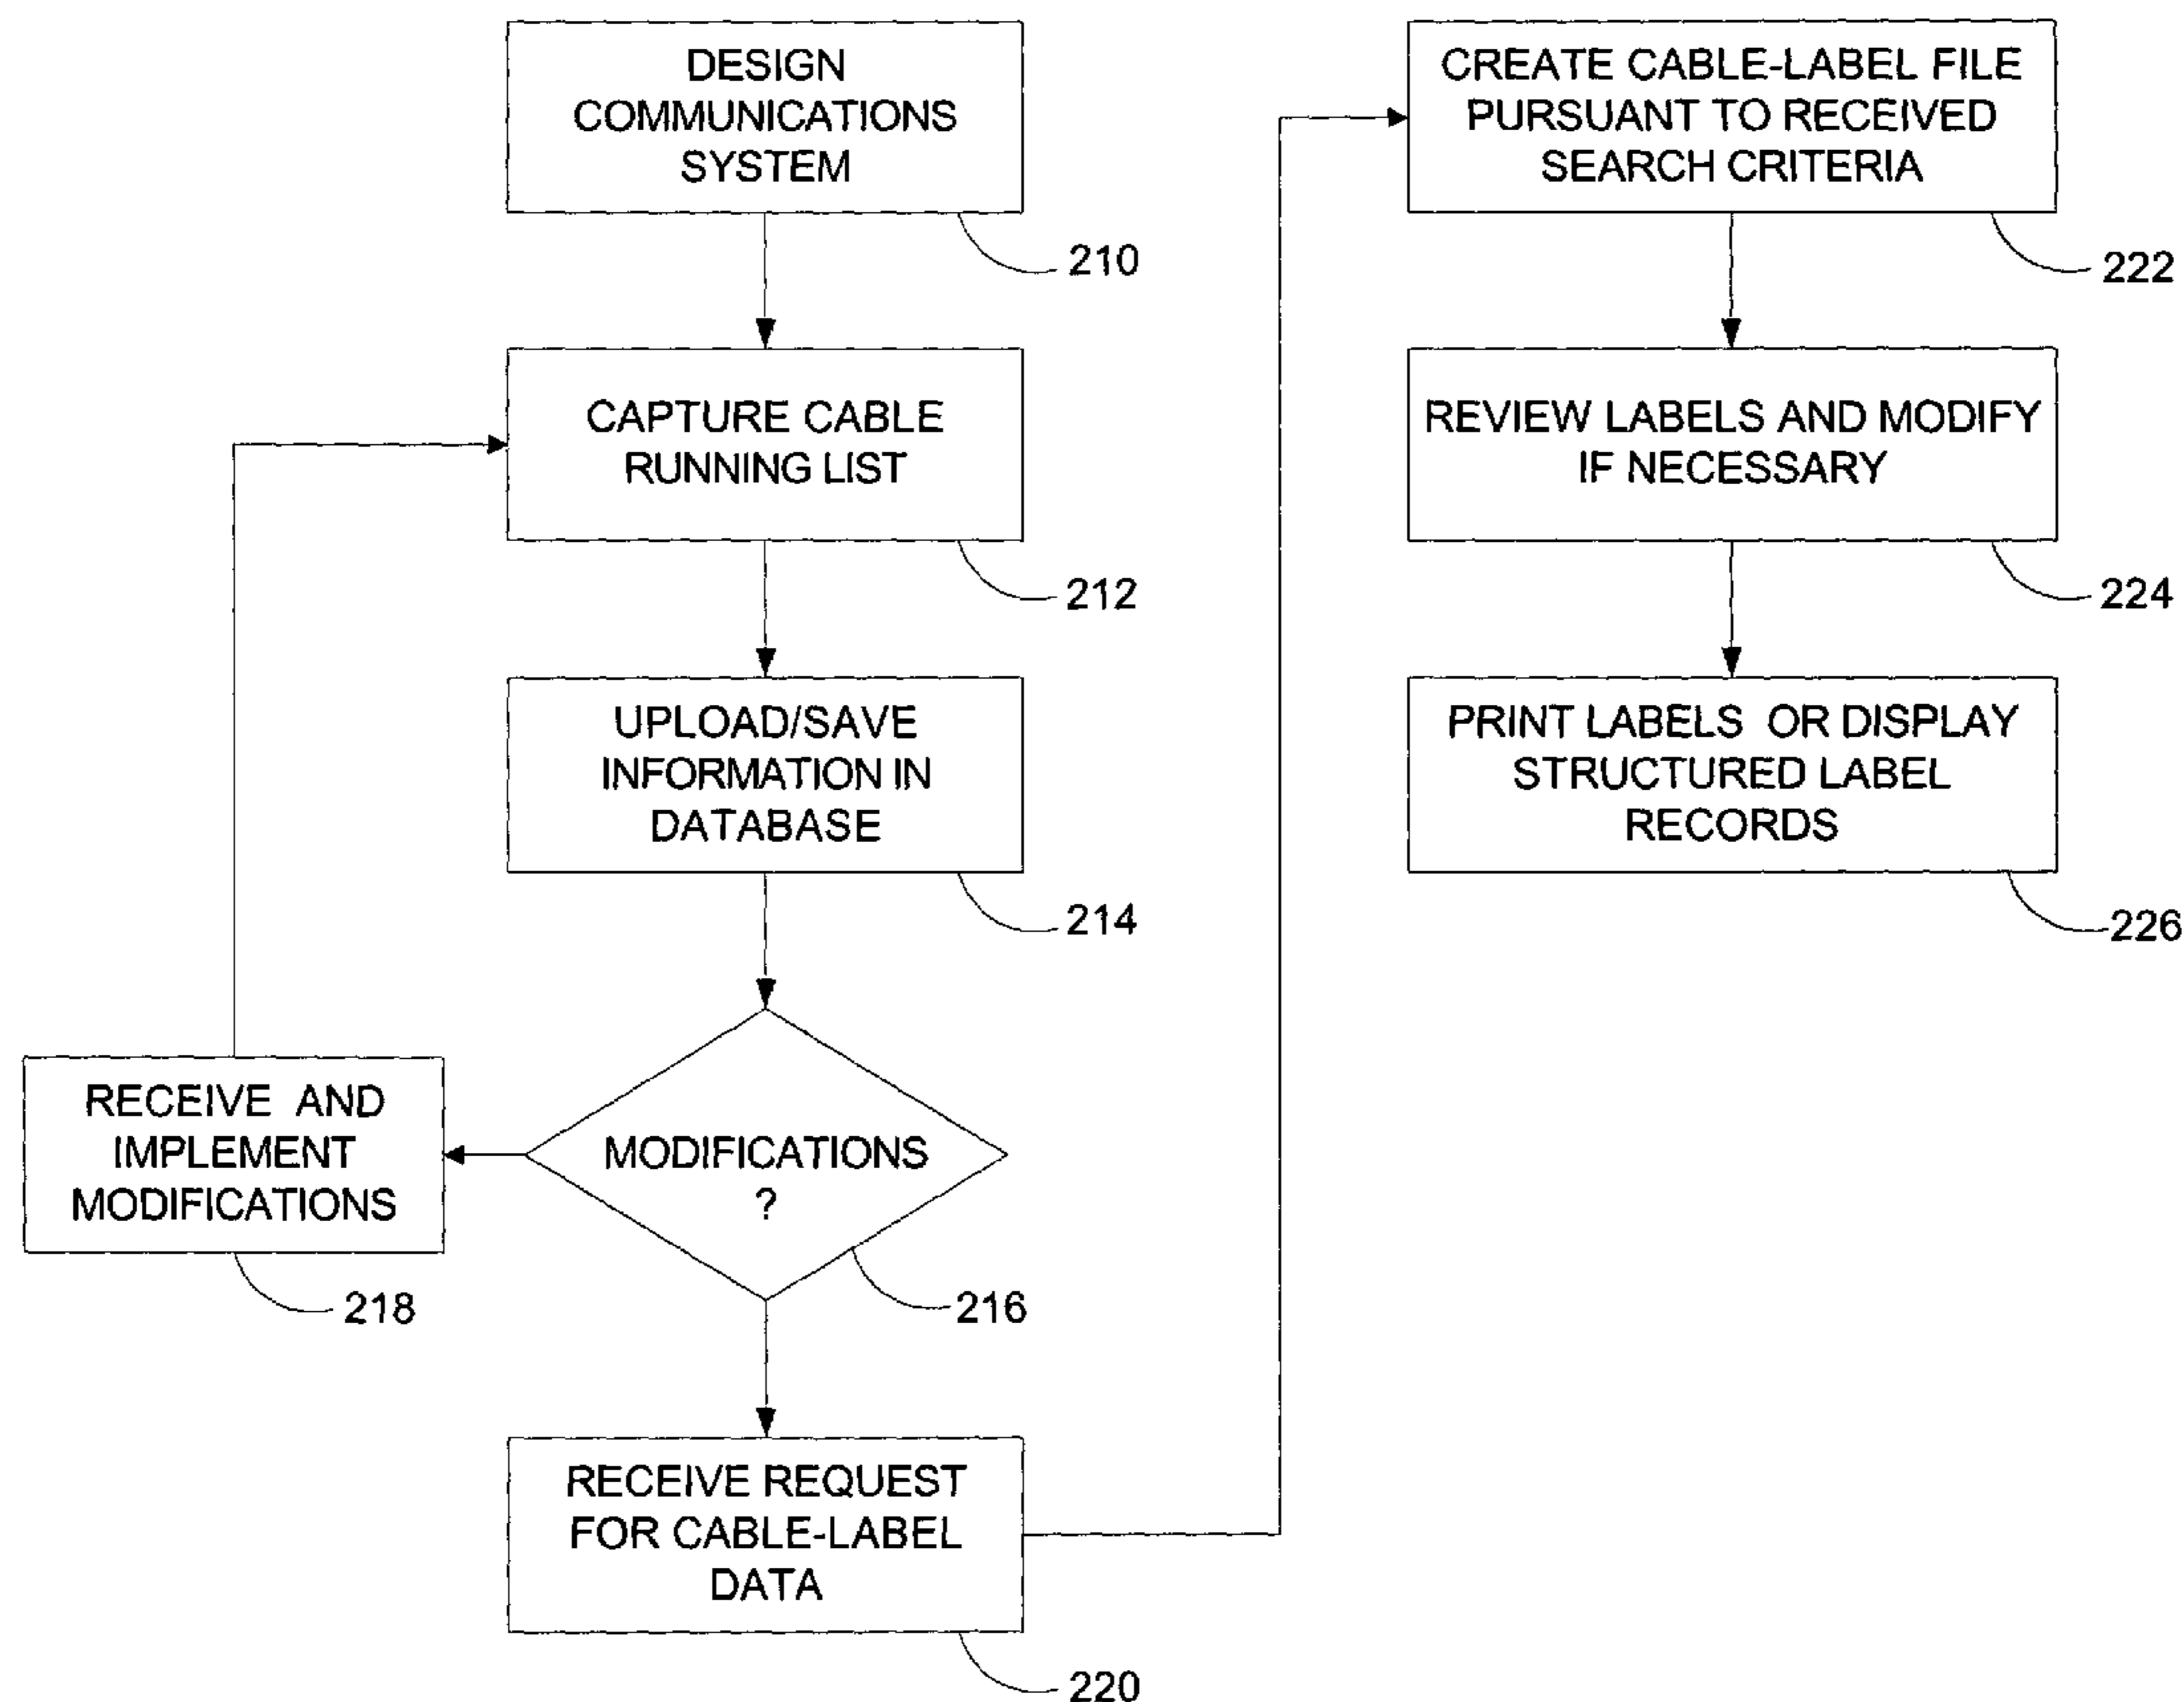 DESIGN
COMMUNICATIONS
SYSTEM
210
CAPTURE CABLE
RUNNING LIST
212
UPLOAD/SAVE
INFORMATION IN
DATABASE
214
MODIFICATIONS
?
216
RECEIVE AND
IMPLEMENT
MODIFICATIONS
218
RECEIVE REQUEST
FOR CABLE-LABEL
DATA
220
CREATE CABLE-LABEL FILE
PURSUANT TO RECEIVED
SEARCH CRITERIA
222
REVIEW LABELS AND MODIFY
IF NECESSARY
224
PRINT LABELS OR DISPLAY
STRUCTURED LABEL
RECORDS
226